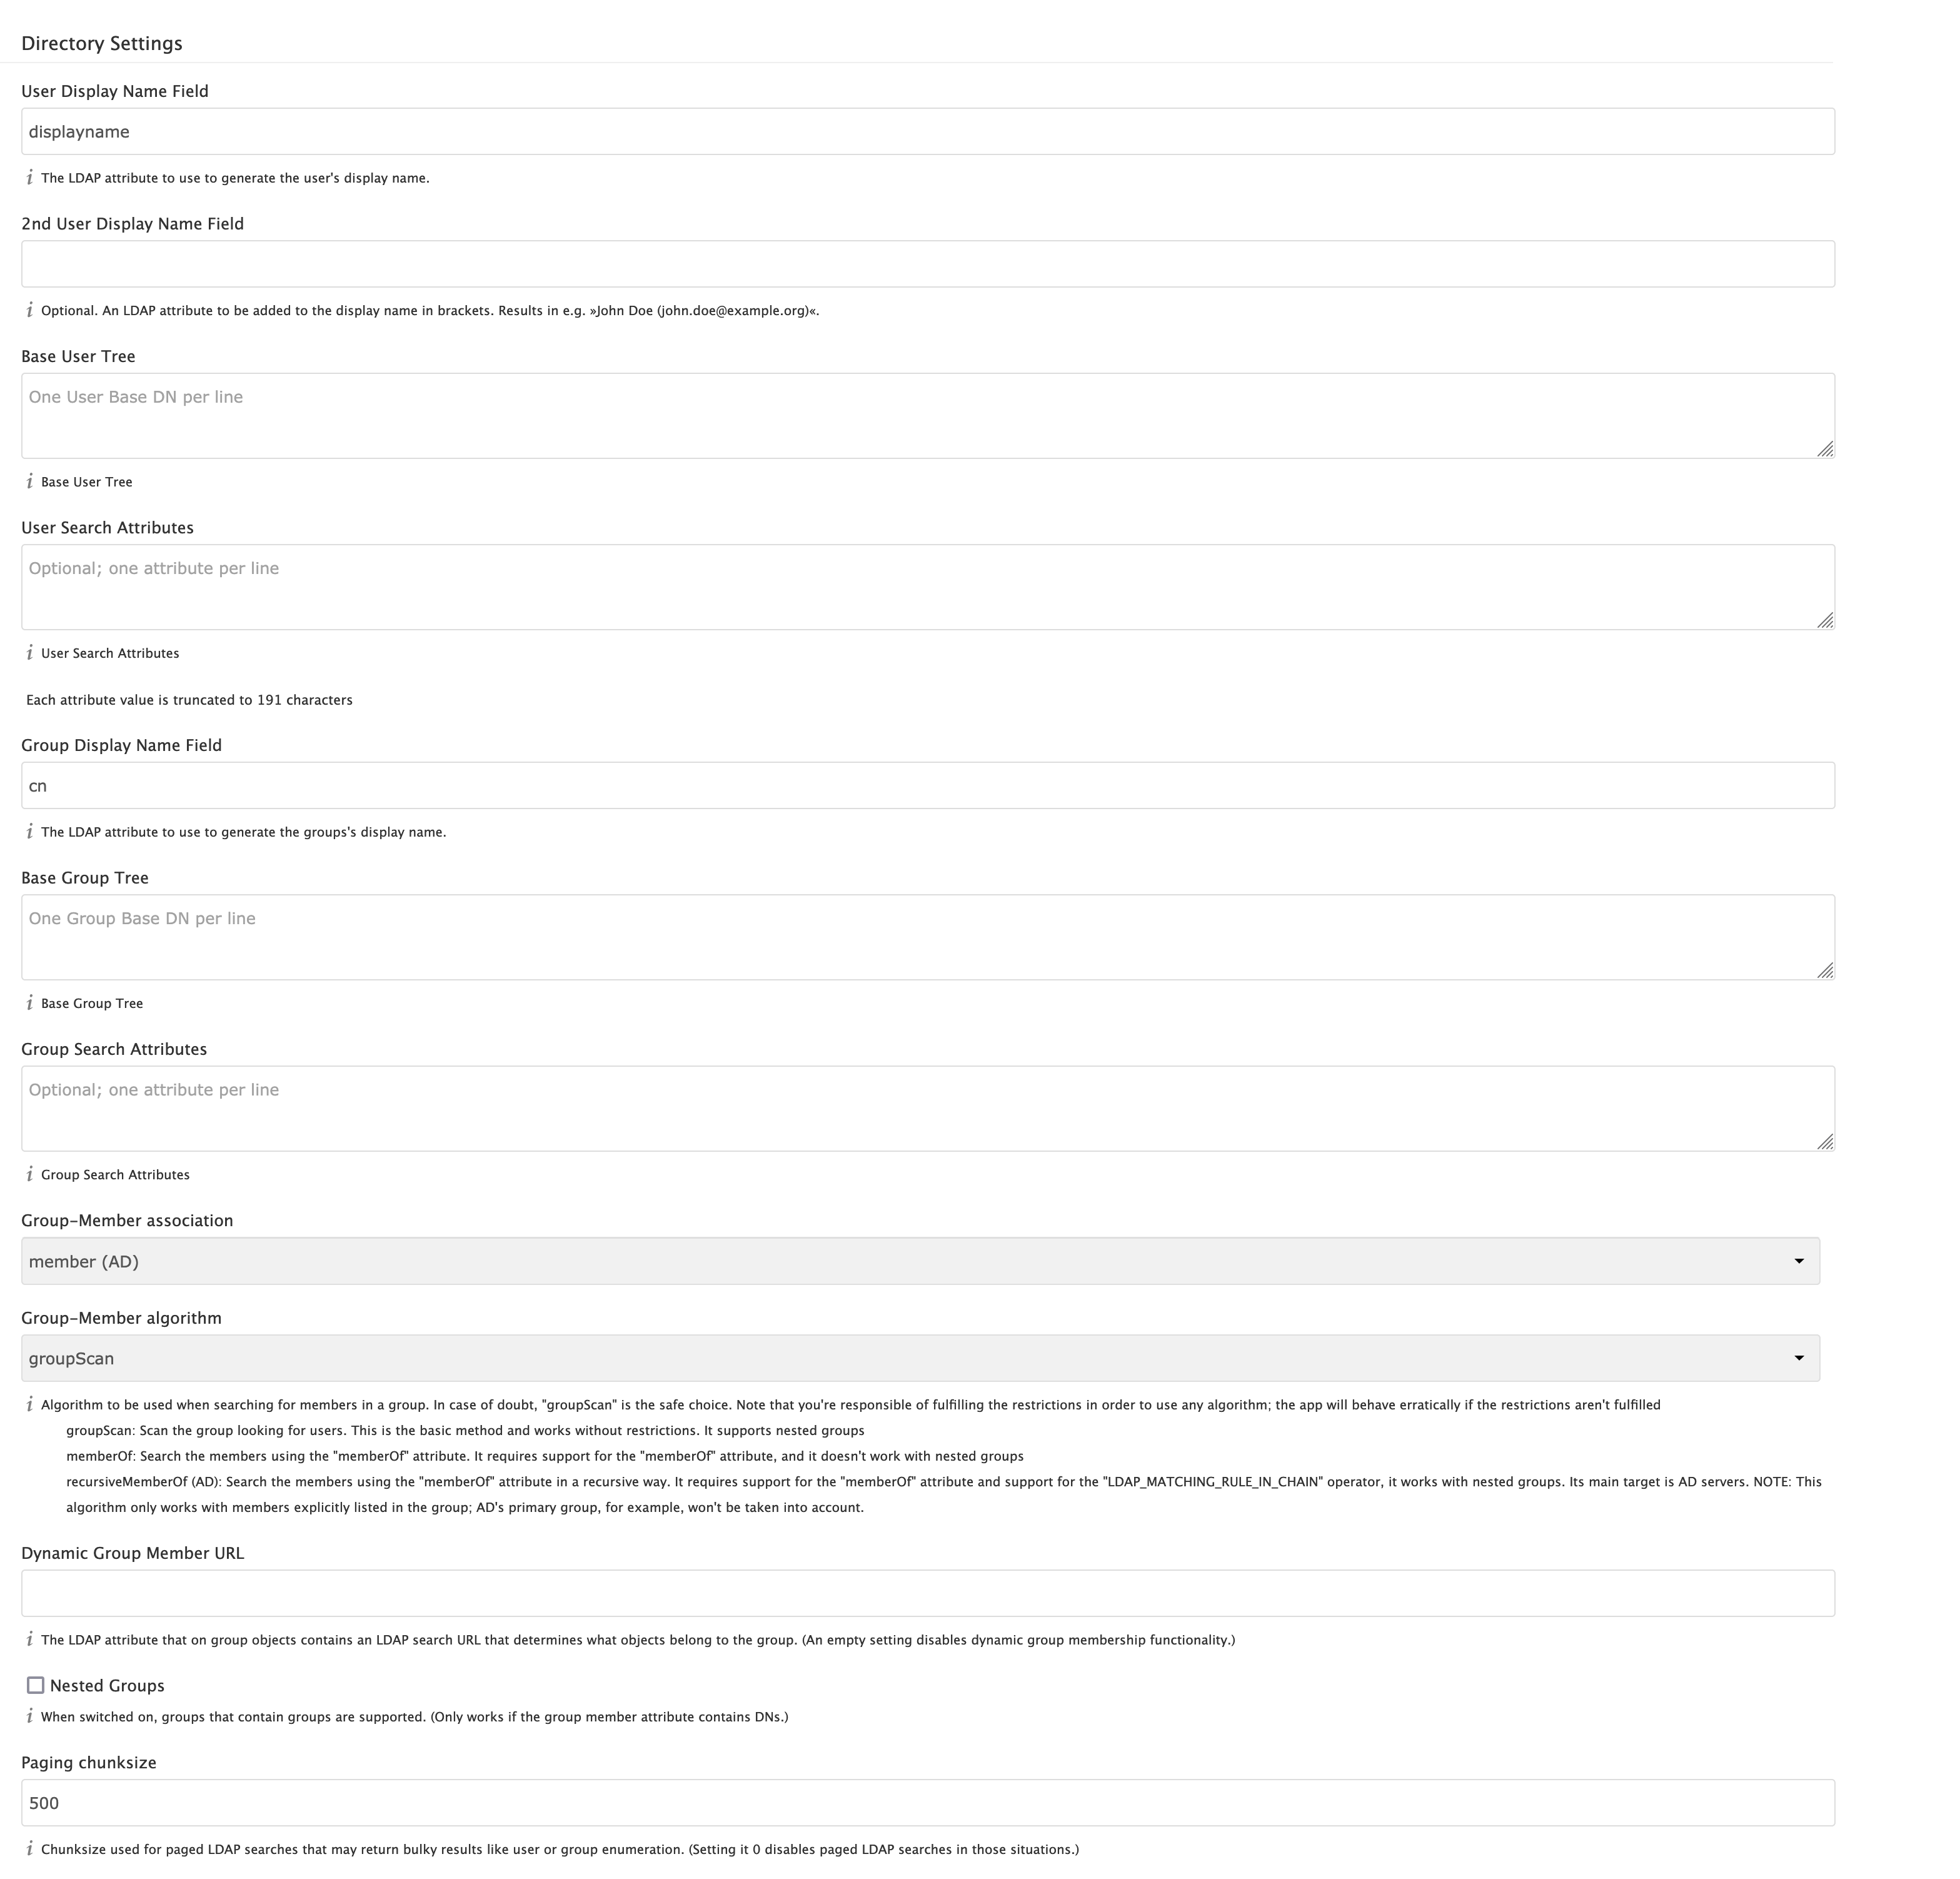 Directory Settings
User Display Name Field
displayname
i The LDAP attribute to use to generate the user's display name.
2nd User Display Name Field
i Optional. An LDAP attribute to be added to the display name in brackets. Results in e.g. »John Doe (john.doe@example.org)«.
Base User Tree
One User Base DN per line
i Base User Tree
User Search Attributes
Optional; one attribute per line
i User Search Attributes
Each attribute value is truncated to 191 characters
Group Display Name Field
cn
i The LDAP attribute to use to generate the groups's display name.
Base Group Tree
One Group Base DN per line
i Base Group Tree
Group Search Attributes
Optional; one attribute per line
i Group Search Attributes
Group-Member association
member (AD)
Group-Member algorithm
groupScan
i Algorithm to be used when searching for members in a group. In case of doubt, "groupScan" is the safe choice. Note that you're responsible of fulfilling the restrictions in order to use any algorithm; the app will behave erratically if the restrictions aren't fulfilled
groupScan: Scan the group looking for users. This is the basic method and works without restrictions. It supports nested groups
memberOf: Search the members using the "memberOf" attribute. It requires support for the "memberOf" attribute, and it doesn't work with nested groups
recursiveMemberOf (AD): Search the members using the "memberOf" attribute in a recursive way. It requires support for the "memberOf" attribute and support for the "LDAP_MATCHING_RULE_IN_CHAIN" operator, it works with nested groups. Its main target is AD servers. NOTE: This
algorithm only works with members explicitly listed in the group; AD's primary group, for example, won't be taken into account.
Dynamic Group Member URL
i The LDAP attribute that on group objects contains an LDAP search URL that determines what objects belong to the group. (An empty setting disables dynamic group membership functionality.)
Nested Groups
i When switched on, groups that contain groups are supported. (Only works if the group member attribute contains DNs.)
Paging chunksize
500
i Chunksize used for paged LDAP searches that may return bulky results like user or group enumeration. (Setting it 0 disables paged LDAP searches in those situations.)